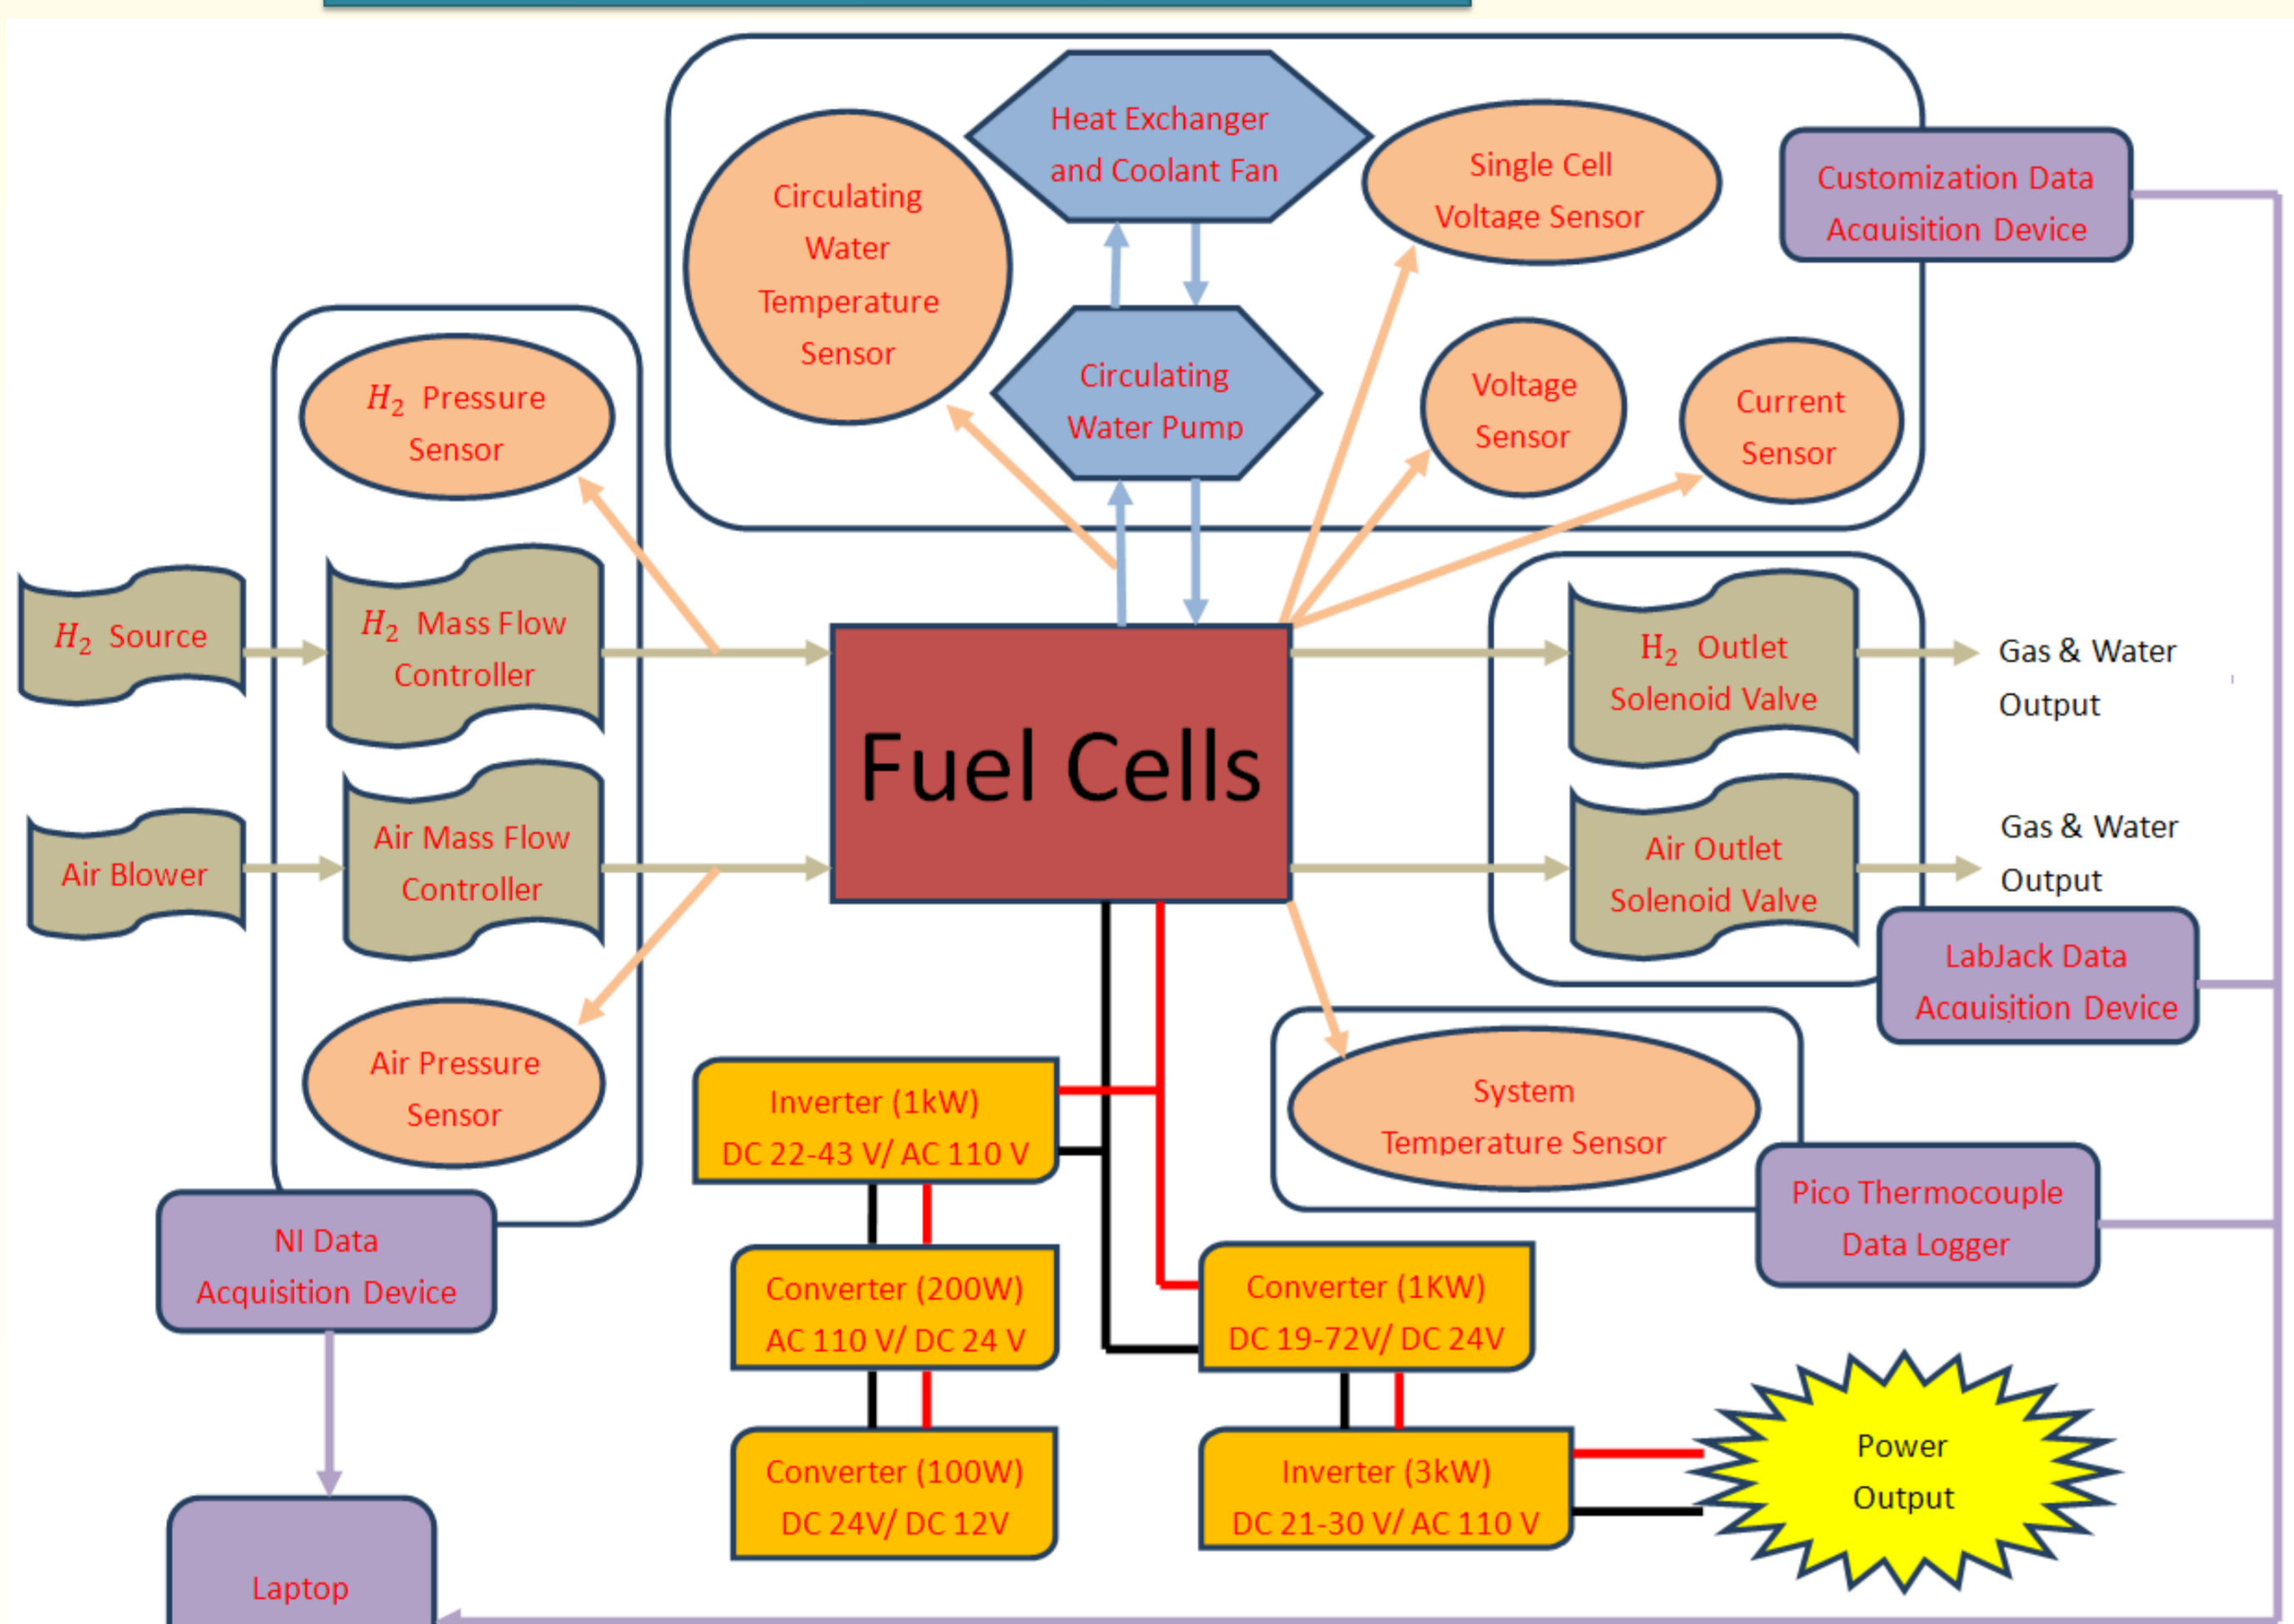 Heat Exchanger
and Coolant Fan
Circulating
Water
Temperature
Sensor
Single Cell
Voltage Sensor
Customization Data
Acquisition Device
Circulating
Water Pump
Voltage
Sensor
Current
Sensor
H₂ Pressure
Sensor
H₂ Source
H₂ Mass Flow
Controller
Fuel Cells
H₂ Outlet
Solenoid Valve
Gas & Water
Output
Air Blower
Air Mass Flow
Controller
Air Outlet
Solenoid Valve
Gas & Water
Output
LabJack Data
Acquisition Device
Air Pressure
Sensor
Inverter (1kW)
DC 22-43 V/ AC 110 V
System
Temperature Sensor
Pico Thermocouple
Data Logger
NI Data
Acquisition Device
Converter (200W)
AC 110 V/ DC 24 V
Converter (1KW)
DC 19-72V/ DC 24V
Converter (100W)
DC 24V/ DC 12V
Inverter (3kW)
DC 21-30 V/ AC 110 V
Power
Output
Laptop